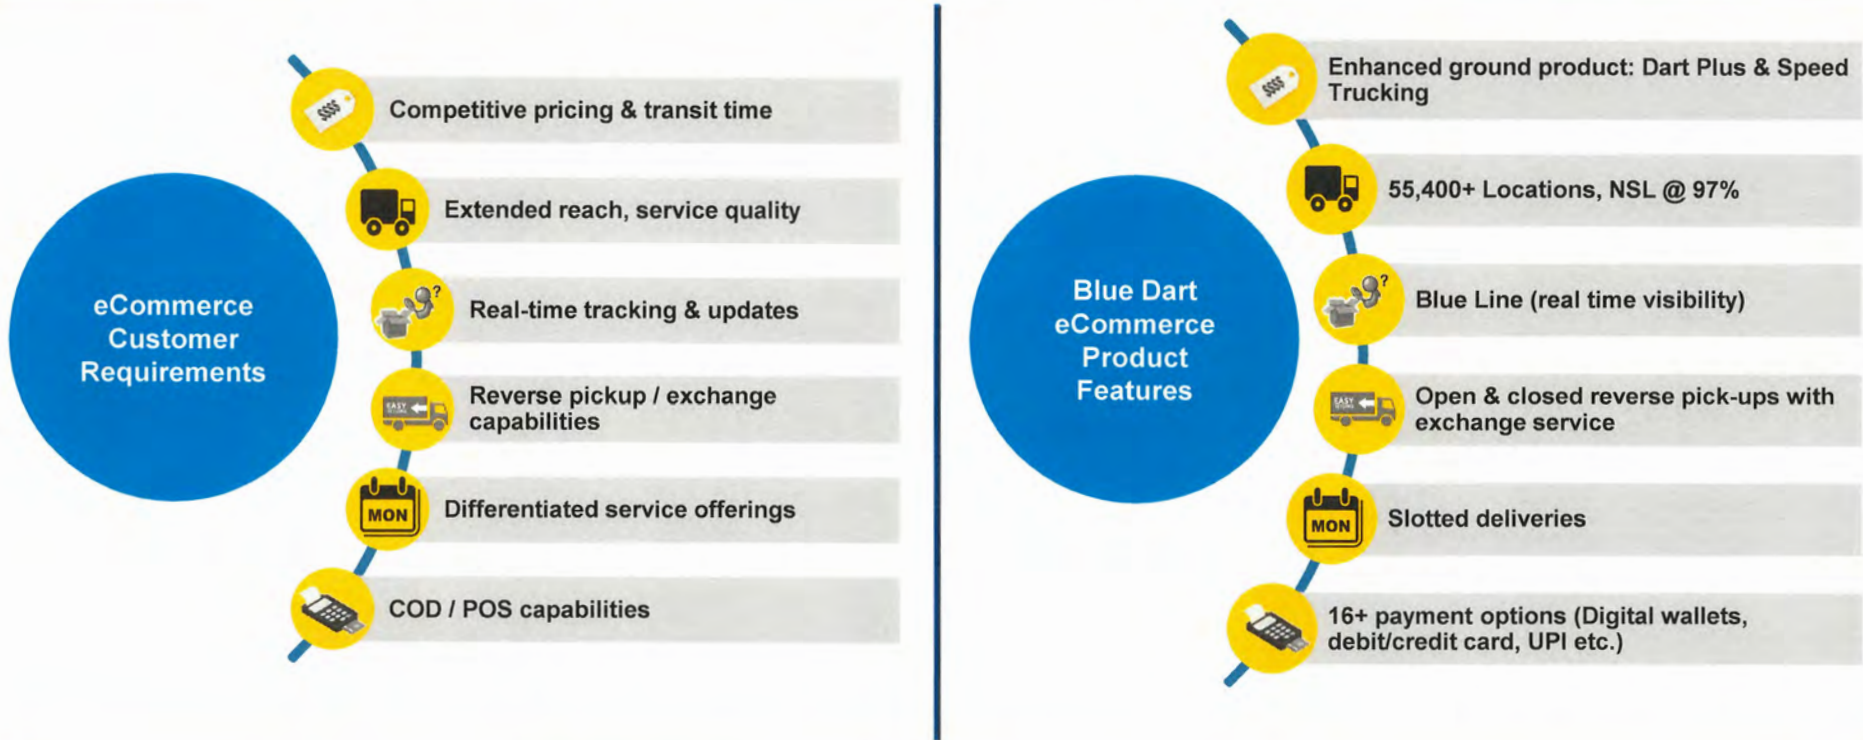 eCommerce
Customer
Requirements
$$$$
Competitive pricing & transit time
Extended reach, service quality
?
Real-time tracking & updates
EASY
Reverse pickup / exchange
capabilities
MON
Differentiated service offerings
COD / POS capabilities
Blue Dart
eCommerce
Product
Features
$$$$
Enhanced ground product: Dart Plus & Speed
Trucking
55,400+ Locations, NSL @ 97%
?
Blue Line (real time visibility)
EASY
Open & closed reverse pick-ups with
exchange service
MON
Slotted deliveries
16+ payment options (Digital wallets,
debit/credit card, UPI etc.)